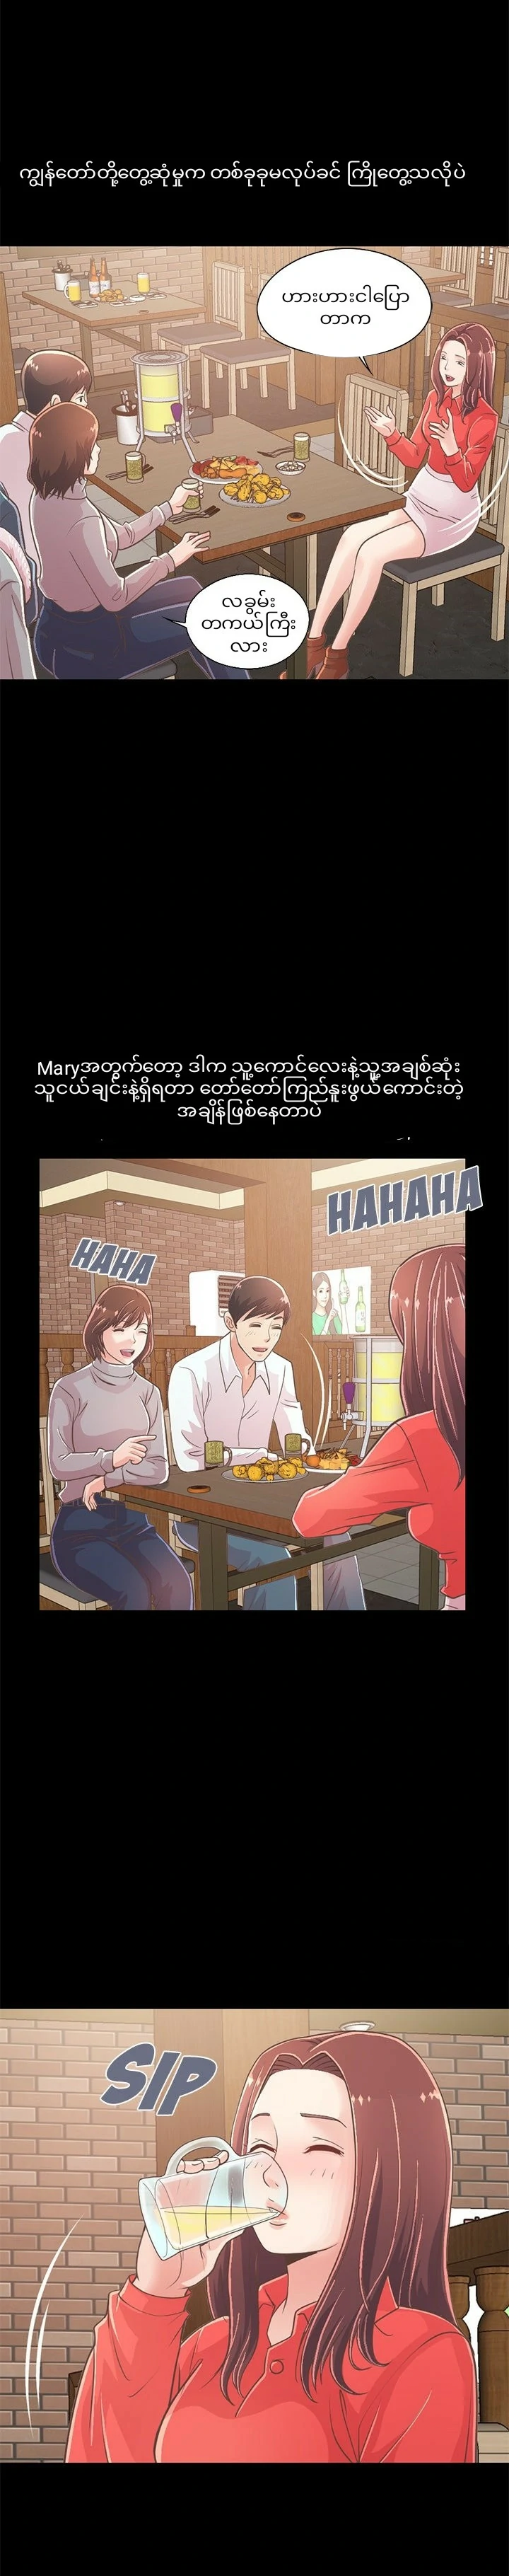 ကျွန်တော်တို့တွေ့ဆုံမှုက တစ်ခုခုမလုပ်ခင် ကြိုတွေ့သလိုပဲ
ဟားဟားငါပြော
တာက
လခွမ်း
တကယ်ကြီး
လား
Maryအတွက်တော့ ဒါက သူ့ကောင်လေးနဲ့သူ့အချစ်ဆုံး
သူငယ်ချင်းနဲ့ရှိရတာ တော်တော်ကြည်နူးဖွယ်ကောင်းတဲ့
အချိန်ဖြစ်နေတာပဲ
HAHAHA
HAHA
SIP